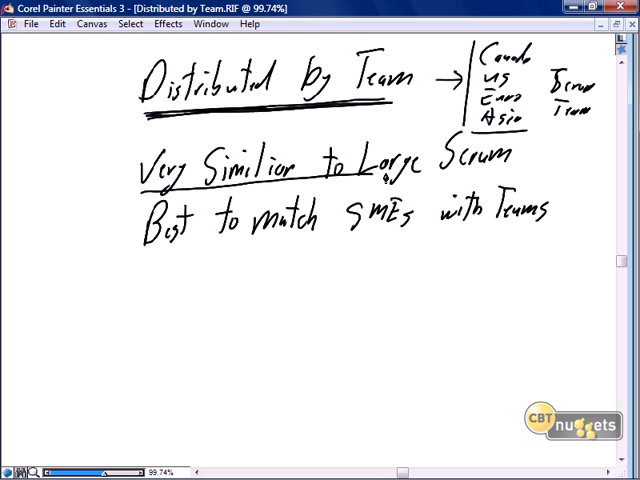 Corel Painter Essentials 3 - [Distributed by Team.RIF @ 99.74%]
File Edit Canvas Select Effects Window Help
Distributed by Team →
Canada
US
Euro
Asia
Scrum
Team
Very Similior to Large Scrum
Best to match SMEs with Teams
CBT nuggets
99.74%